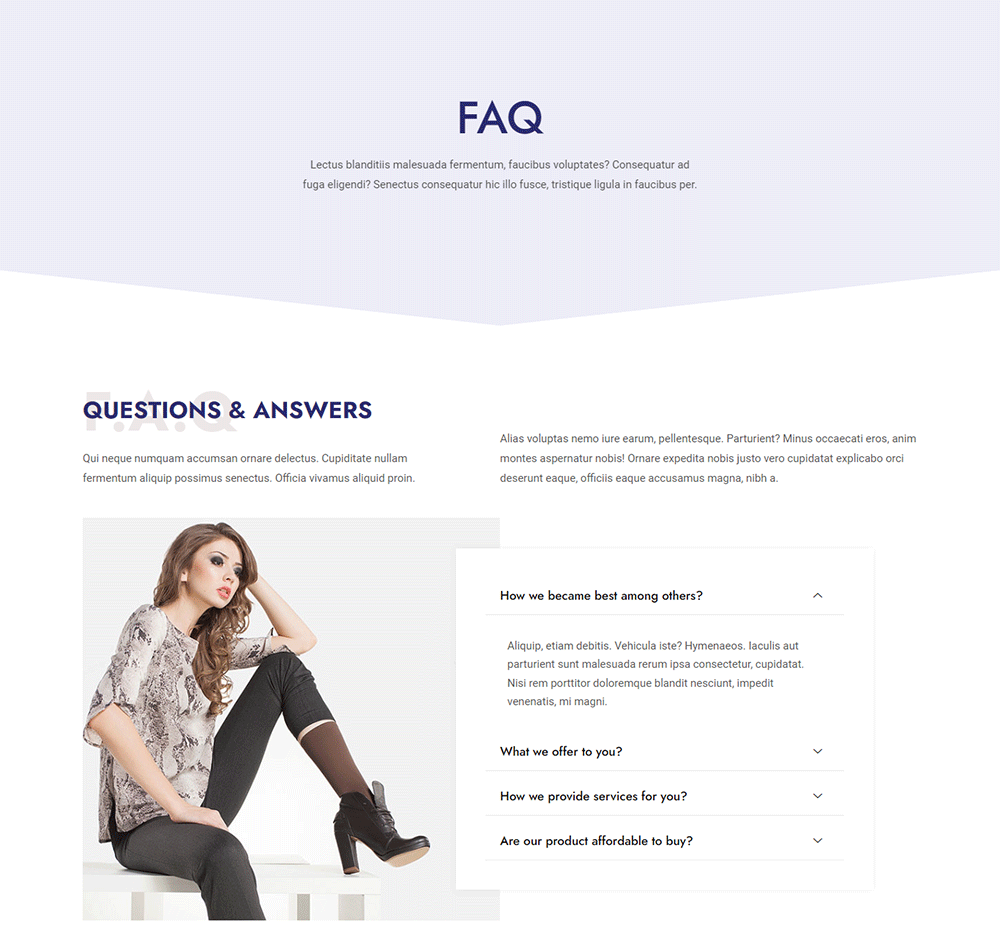 FAQ
Lectus blanditiis malesuada fermentum, faucibus voluptates? Consequatur ad
fuga eligendi? Senectus consequatur hic illo fusce, tristique ligula in faucibus per.
F.A.Q
QUESTIONS & ANSWERS
Qui neque numquam accumsan ornare delectus. Cupiditate nullam
fermentum aliquip possimus senectus. Officia vivamus aliquid proin.
Alias voluptas nemo iure earum, pellentesque. Parturient? Minus occaecati eros, anim
montes aspernatur nobis! Ornare expedita nobis justo vero cupidatat explicabo orci
deserunt eaque, officiis eaque accusamus magna, nibh a.
How we became best among others?
Aliquip, etiam debitis. Vehicula iste? Hymenaeos. Iaculis aut
parturient sunt malesuada rerum ipsa consectetur, cupidatat.
Nisi rem porttitor doloremque blandit nesciunt, impedit
venenatis, mi magni.
What we offer to you?
How we provide services for you?
Are our product affordable to buy?